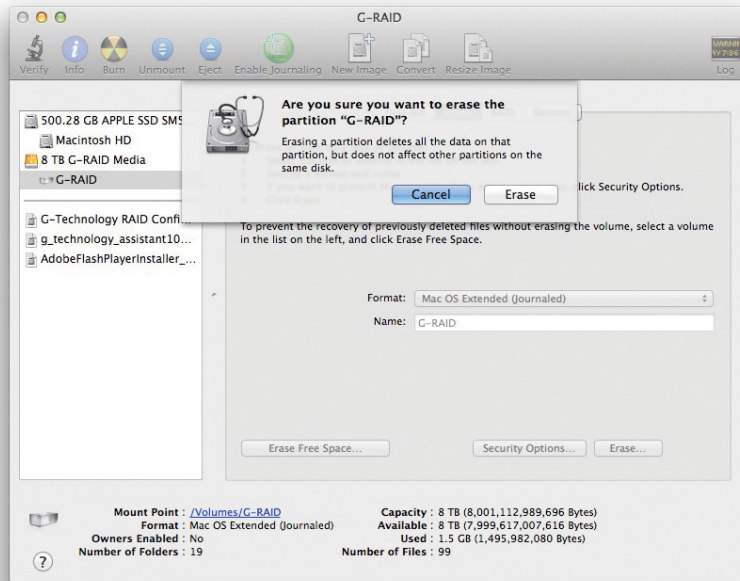 G-RAID
WARNIN
AY 7:36
Verify Info Burn Unmount Eject Enable Journaling New Image Convert Resize Image Log
Are you sure you want to erase the
partition “G-RAID”?
Erasing a partition deletes all the data on that
partition, but does not affect other partitions on the
same disk.
Cancel Erase
500.28 GB APPLE SSD SM5...
Macintosh HD
8 TB G-RAID Media
G-RAID
G-Technology RAID Confi...
g_technology_assistant10...
AdobeFlashPlayerInstaller_...
click Security Options.
To prevent the recovery of previously deleted files without erasing the volume, select a volume
in the list on the left, and click Erase Free Space.
Format: Mac OS Extended (Journaled)
Name: G-RAID
Erase Free Space... Security Options... Erase...
Mount Point : /Volumes/G-RAID
Format : Mac OS Extended (Journaled)
Owners Enabled : No
Number of Folders : 19
Capacity : 8 TB (8,001,112,989,696 Bytes)
Available : 8 TB (7,999,617,007,616 Bytes)
Used : 1.5 GB (1,495,982,080 Bytes)
Number of Files : 99
?